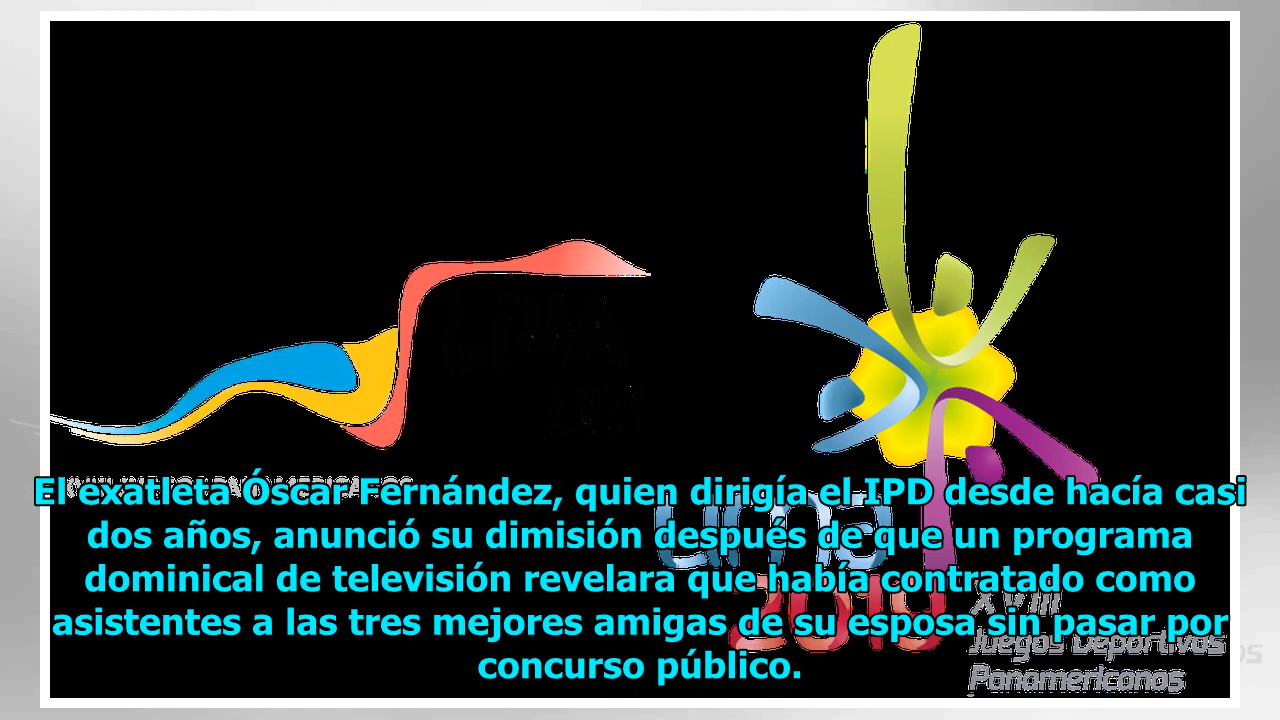 El exatleta Óscar Fernández, quien dirigía el IPD desde hacía casi
dos años, anunció su dimisión después de que un programa
dominical de televisión revelara que había contratado como
asistentes a las tres mejores amigas de su esposa sin pasar por
concurso público.
2019
XVIII
Juegos Deportivos
Panamericanos